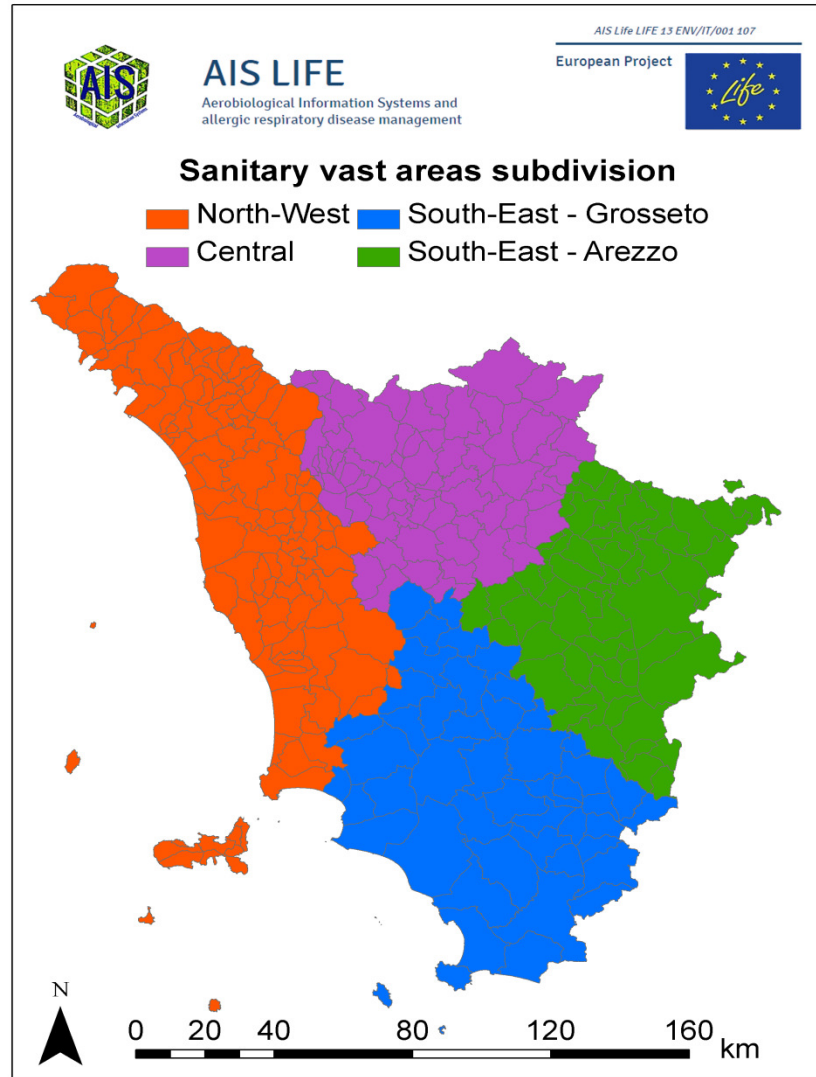 AIS Life LIFE 13 ENV/IT/001 107
European Project
AIS
AIS LIFE
Aerobiological Information Systems and
allergic respiratory disease management
Life
Sanitary vast areas subdivision
North-West
South-East - Grosseto
Central
South-East - Arezzo
N
0 20 40 80 120 160
km